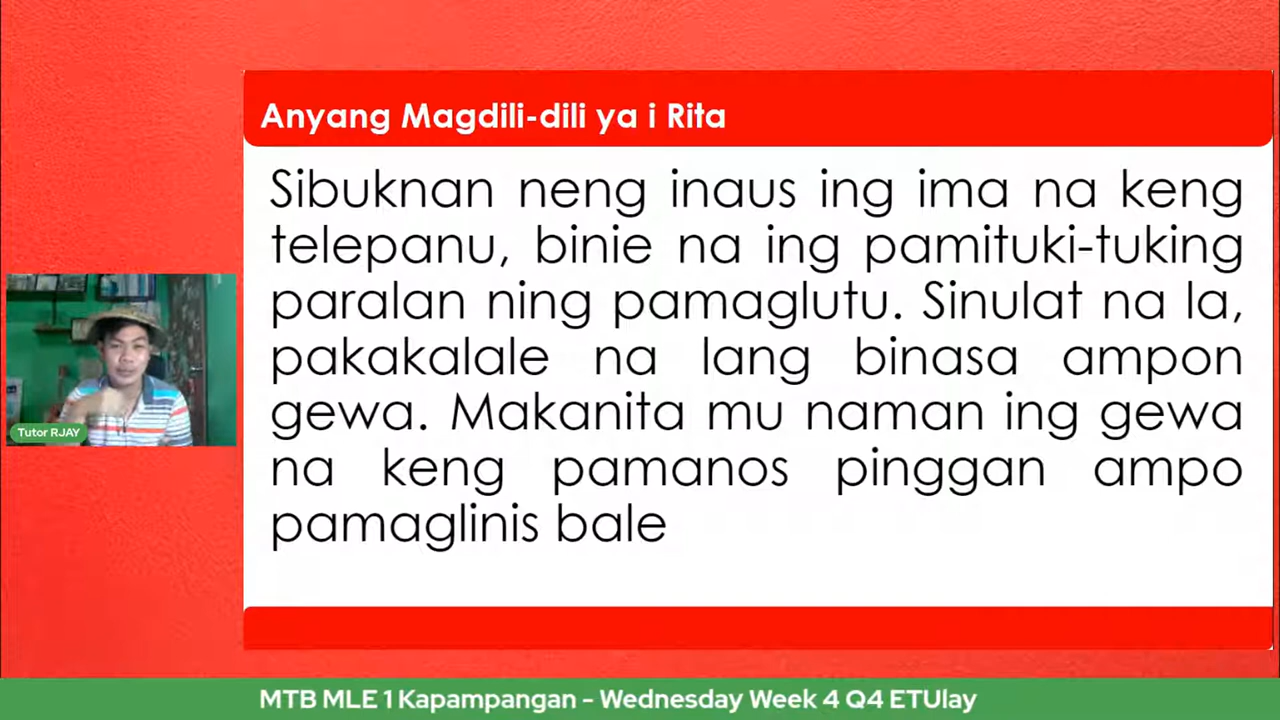 Anyang Magdili-dili ya i Rita
Sibuknan neng inaus ing ima na keng
telepanu, binie na ing pamituki-tuking
paralan ning pamaglutu. Sinulat na la,
pakakalale na lang binasa ampon
gewa. Makanita mu naman ing gewa
na keng pamanos pinggan ampo
pamaglinis bale
Tutor RJAY
MTB MLE 1 Kapampangan - Wednesday Week 4 Q4 ETUlay